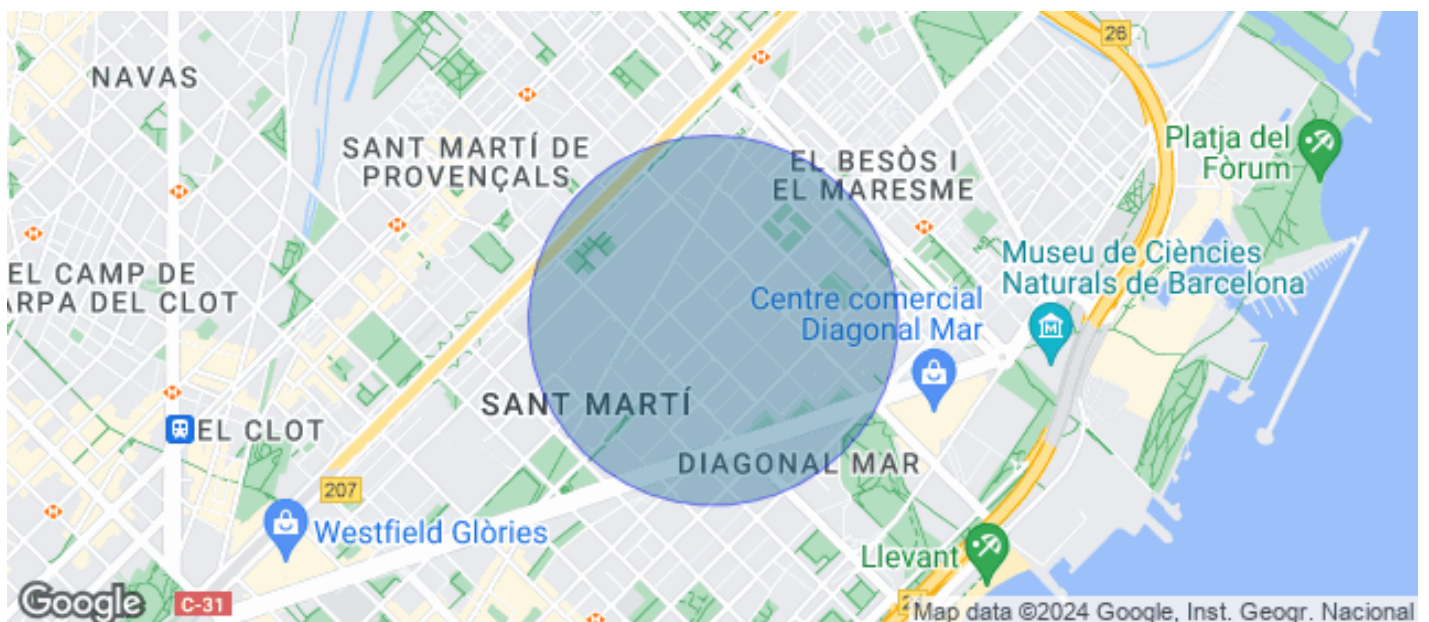 NAVAS
26
SANT MARTÍ DE
PROVENÇALS
EL BESÒS I
EL MARESME
Platja del
Fòrum
EL CAMP DE
ARPA DEL CLOT
Museu de Ciències
Naturals de Barcelona
Centre comercial
Diagonal Mar
SANT MARTÍ
EL CLOT
DIAGONAL MAR
207
Westfield Glòries
Llevant
Google
C-31
Map data ©2024 Google, Inst. Geogr. Nacional